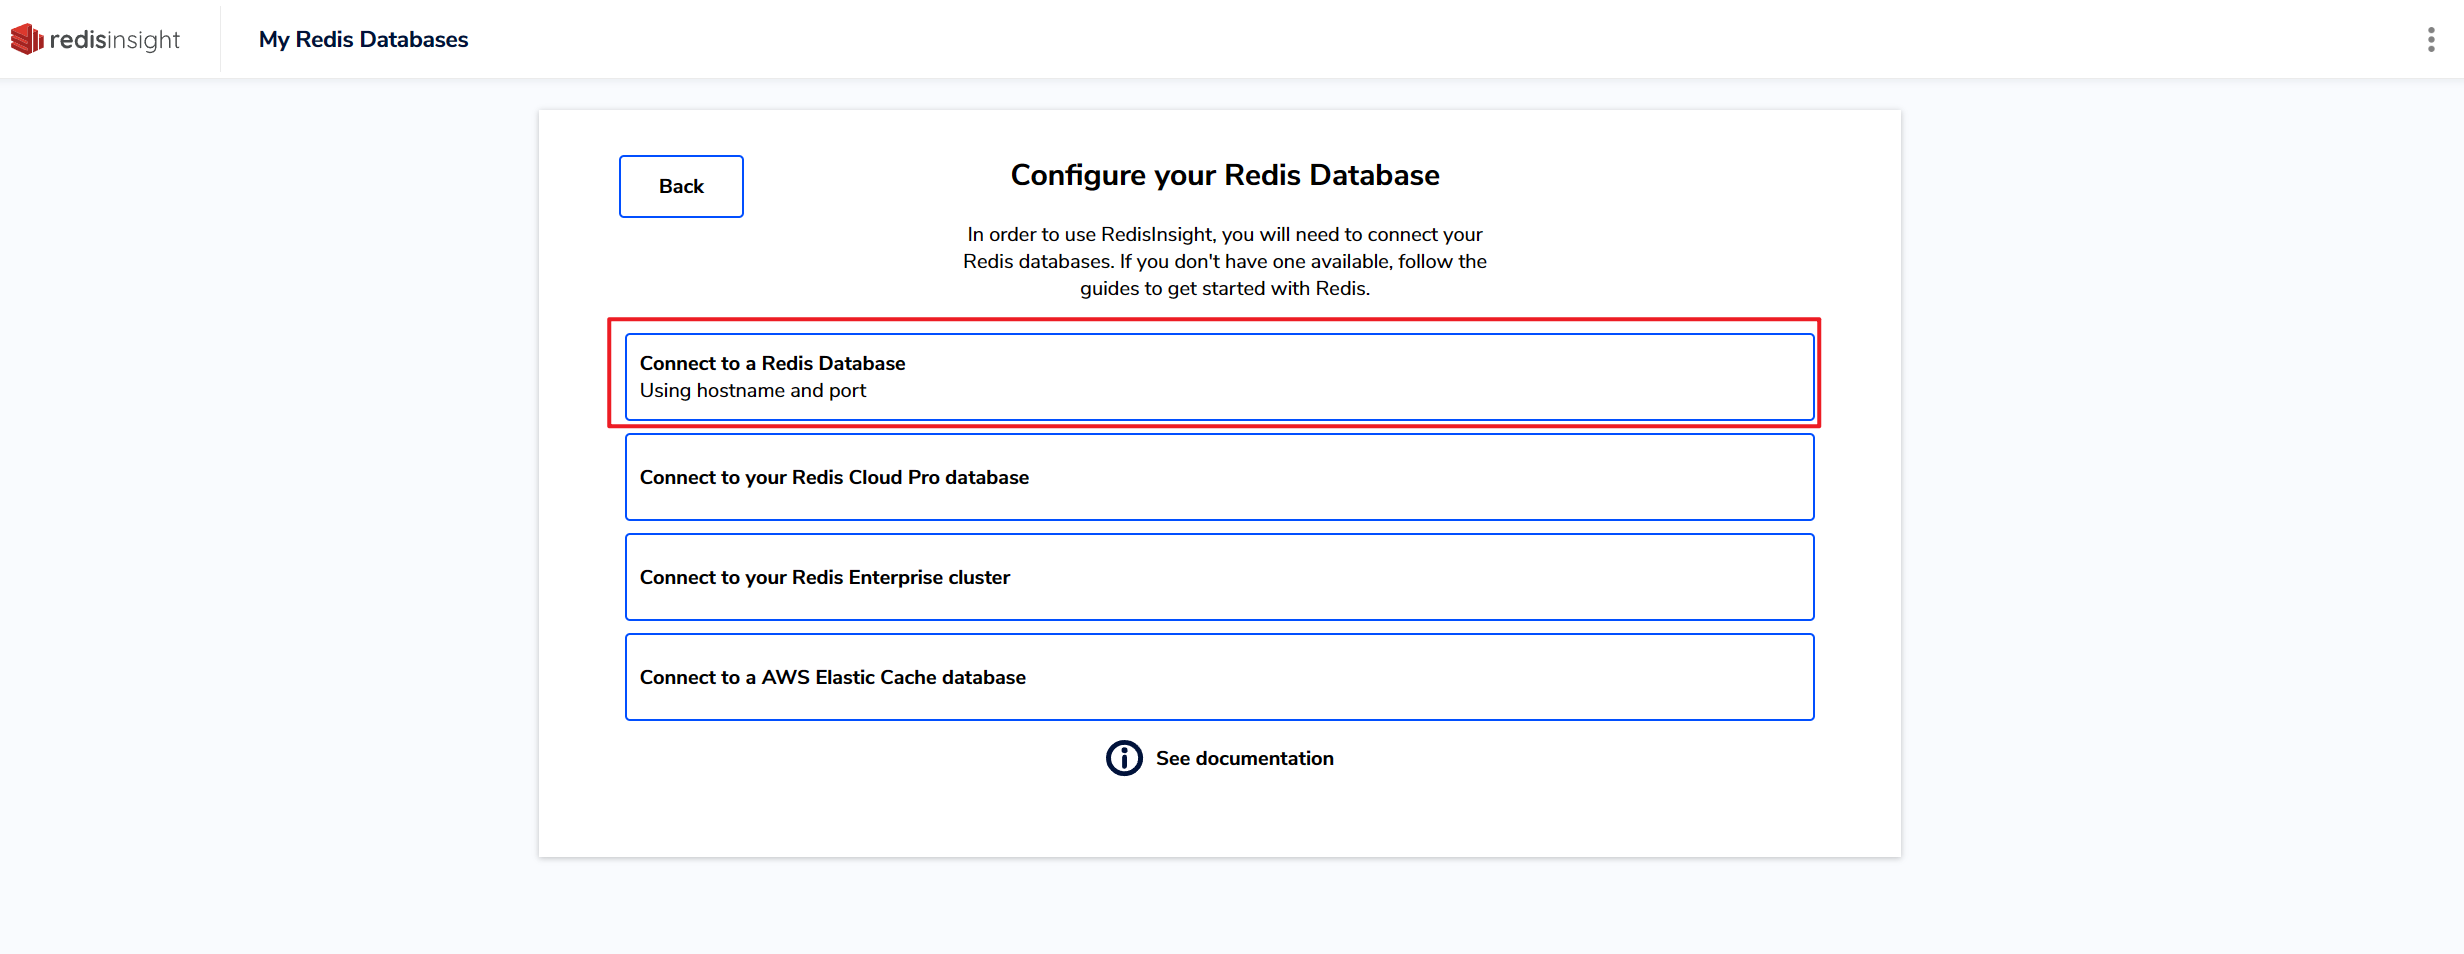 redisinsight
My Redis Databases
Back
Configure your Redis Database
In order to use RedisInsight, you will need to connect your
Redis databases. If you don't have one available, follow the
guides to get started with Redis.
Connect to a Redis Database
Using hostname and port
Connect to your Redis Cloud Pro database
Connect to your Redis Enterprise cluster
Connect to a AWS Elastic Cache database
See documentation